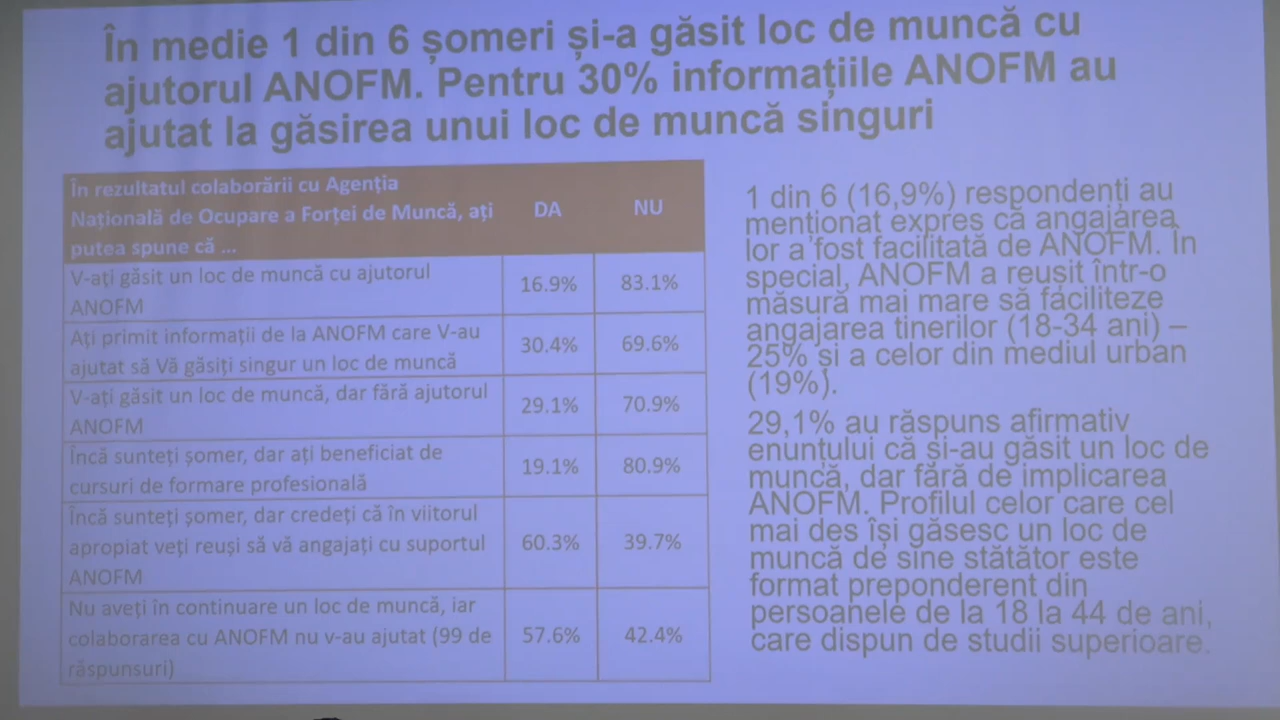 În medie 1 din 6 șomeri și-a găsit loc de muncă cu
ajutorul ANOFM. Pentru 30% informațiile ANOFM au
ajutat la găsirea unui loc de muncă singuri
În rezultatul colaborării cu Agenția
Națională de Ocupare a Forței de Muncă, ați
putea spune că ...
DA
NU
V-ați găsit un loc de muncă cu ajutorul
ANOFM
16.9%
83.1%
Ați primit informații de la ANOFM care V-au
ajutat să Vă găsiți singur un loc de muncă
30.4%
69.6%
V-ați găsit un loc de muncă, dar fără ajutorul
ANOFM
29.1%
70.9%
Încă sunteți șomer, dar ați beneficiat de
cursuri de formare profesională
19.1%
80.9%
Încă sunteți șomer, dar credeți că în viitorul
apropiat veți reuși să vă angajați cu suportul
ANOFM
60.3%
39.7%
Nu aveți în continuare un loc de muncă, iar
colaborarea cu ANOFM nu v-au ajutat (99 de
răspunsuri)
57.6%
42.4%
1 din 6 (16,9%) respondenți au
menționat expres că angajarea
lor a fost facilitată de ANOFM. În
special, ANOFM a reușit într-o
măsură mai mare să faciliteze
angajarea tinerilor (18-34 ani) –
25% și a celor din mediul urban
(19%).
29,1% au răspuns afirmativ
enunțului că și-au găsit un loc de
muncă, dar fără de implicarea
ANOFM. Profilul celor care cel
mai des își găsesc un loc de
muncă de sine stătător este
format preponderent din
persoanele de la 18 la 44 de ani,
care dispun de studii superioare.